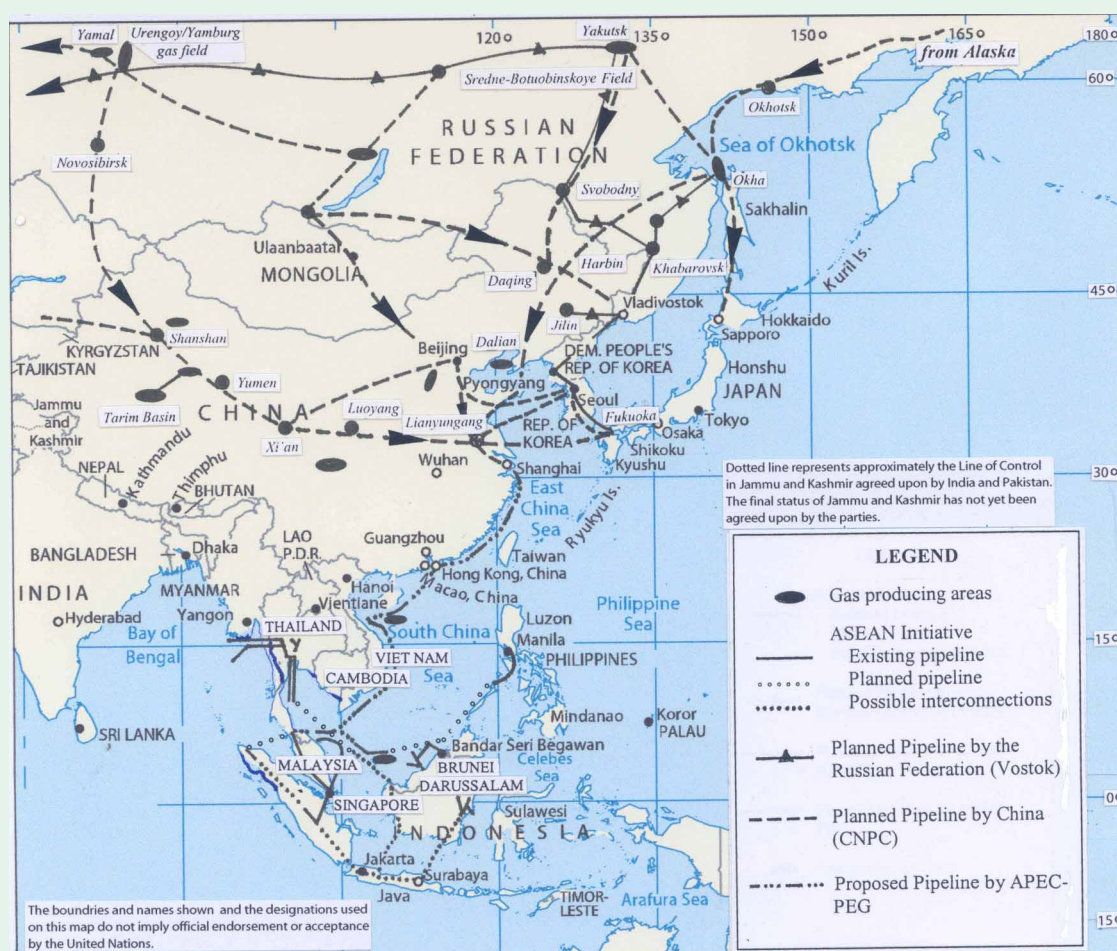 120°
135°
150°
165°
180°
Yamal
Urengoy/Yamburg
gas field
Yakutsk
from Alaska
60°
Sredne-Botuobinskoye Field
Okhotsk
RUSSIAN
FEDERATION
Sea of Okhotsk
Novosibirsk
Svobodny
Okha
Sakhalin
Ulaanbaatar
MONGOLIA
Daqing
Harbin
Khabarovsk
Kuril Is.
45°
Vladivostok
Jilin
Hokkaido
Sapporo
Shanshan
KYRGYZSTAN
Beijing
Dalian
DEM. PEOPLE'S
REP. OF KOREA
Honshu
TAJIKISTAN
Yumen
Pyongyang
JAPAN
Seoul
Tarim Basin
CHINA
Luoyang
Lianyungang
Fukuoka
Tokyo
Jammu
and
Kashmir
Xi'an
REP. OF
KOREA
Osaka
Shikoku
Kyushu
Wuhan
Shanghai
30°
NEPAL
Kathmandu
Thimphu
BHUTAN
East
China
Sea
Ryukyu Is.
Dotted line represents approximately the Line of Control
in Jammu and Kashmir agreed upon by India and Pakistan.
The final status of Jammu and Kashmir has not yet been
agreed upon by the parties.
BANGLADESH
Dhaka
LAO
P.D.R.
Guangzhou
Taiwan
Hong Kong, China
Macao, China
INDIA
MYANMAR
Hanoi
Vientiane
Hyderabad
Yangon
Bay of
Bengal
THAILAND
South China
Sea
Luzon
Philippine
Sea
Manila
PHILIPPINES
15°
VIET NAM
CAMBODIA
SRI LANKA
Mindanao
Koror
PALAU
Bandar Seri Begawan
Celebes
Sea
MALAYSIA
BRUNEI
DARUSSALAM
SINGAPORE
00
Sulawesi
INDONESIA
Jakarta
Surabaya
Java
TIMOR-
LESTE
Arafura Sea
15°
The boundries and names shown and the designations used
on this map do not imply official endorsement or acceptance
by the United Nations.
LEGEND
Gas producing areas
ASEAN Initiative
Existing pipeline
Planned pipeline
Possible interconnections
Planned Pipeline by the
Russian Federation (Vostok)
Planned Pipeline by China
(CNPC)
Proposed Pipeline by APEC-
PEG